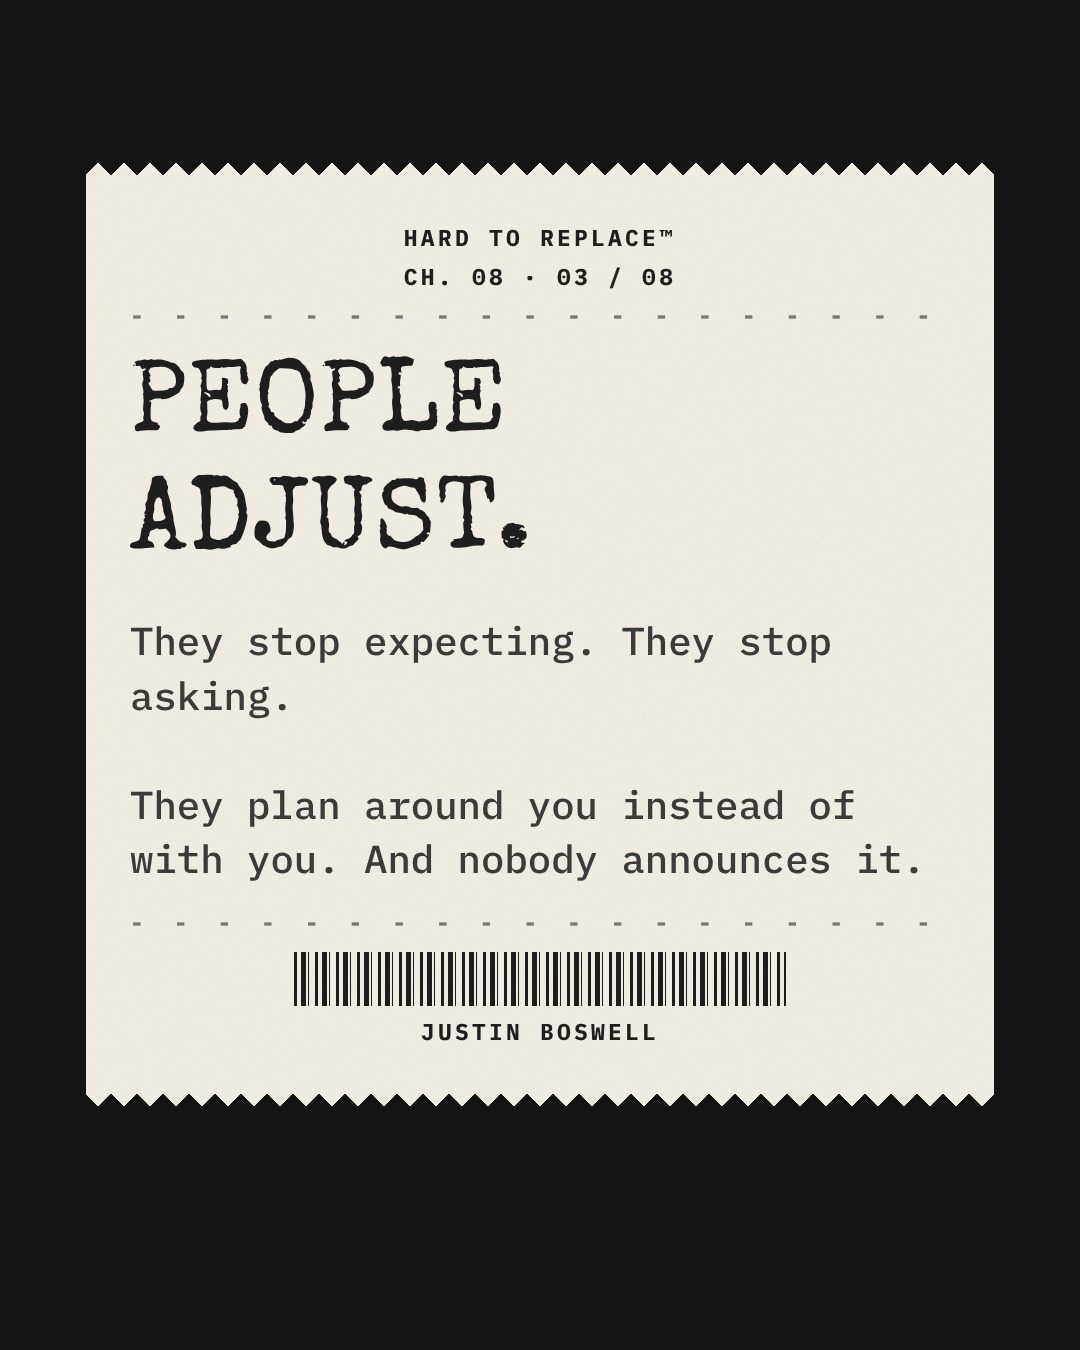 HARD TO REPLACE™
CH. 08 · 03 / 08
PEOPLE
ADJUST.
They stop expecting. They stop
asking.
They plan around you instead of
with you. And nobody announces it.
JUSTIN BOSWELL